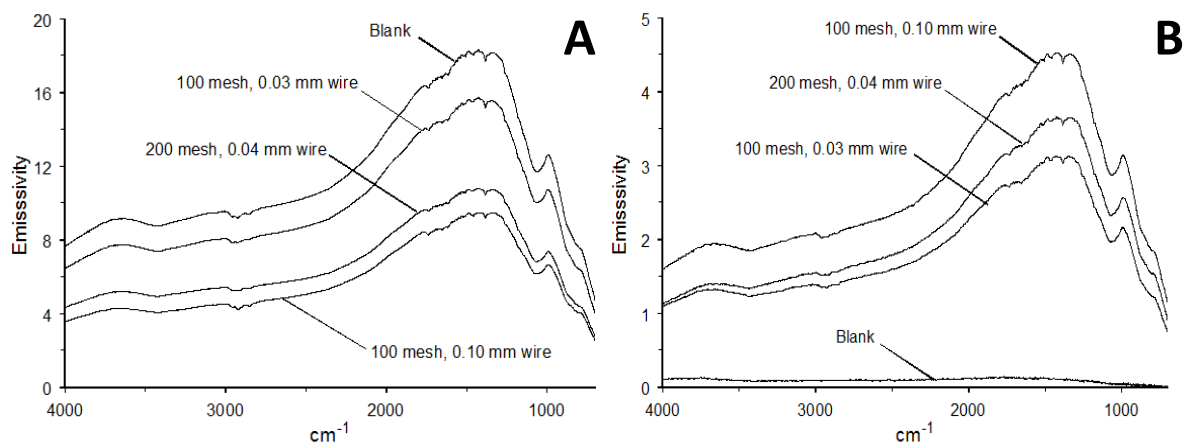 A
20
16
12
8
4
0
Emisssivity
Blank
100 mesh, 0.03 mm wire
200 mesh, 0.04 mm wire
100 mesh, 0.10 mm wire
4000 3000 2000 1000
cm-1
B
5
4
3
2
1
0
Emisssivity
100 mesh, 0.10 mm wire
200 mesh, 0.04 mm wire
100 mesh, 0.03 mm wire
Blank
4000 3000 2000 1000
cm-1